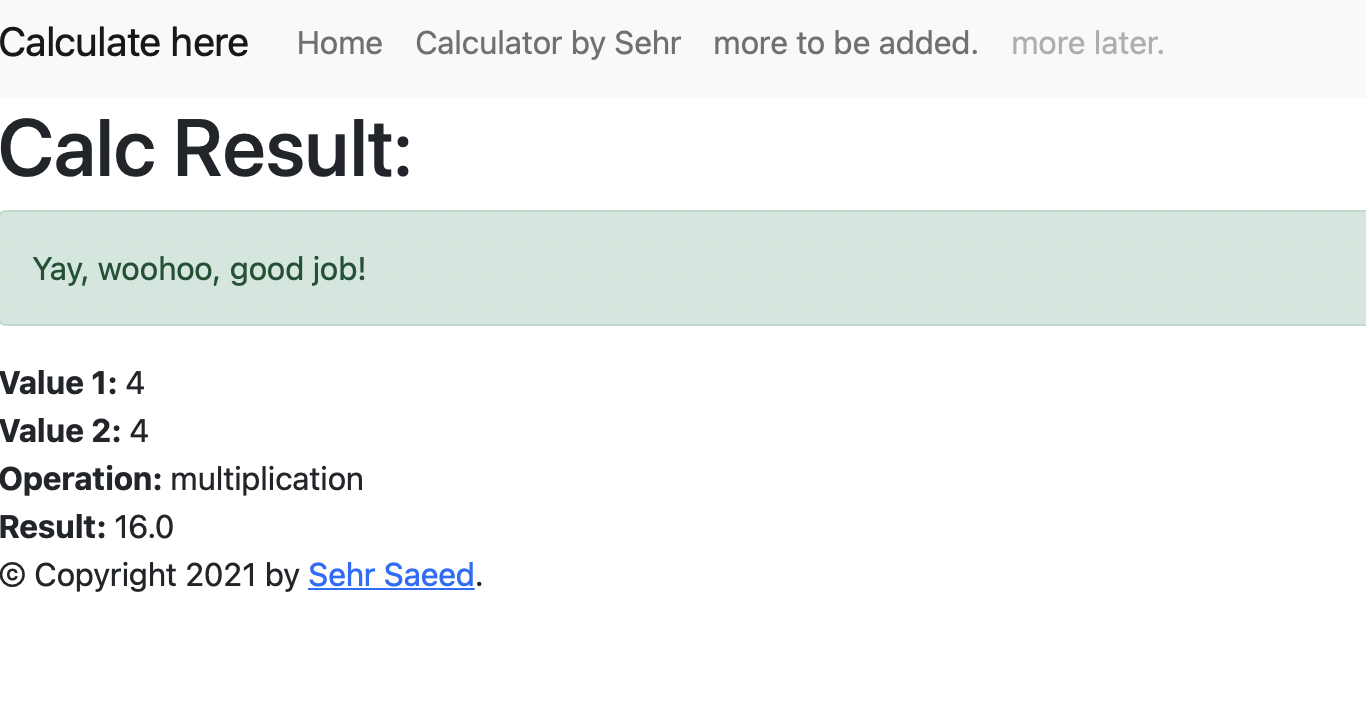 Calculate here Home Calculator by Sehr more to be added. more later.
Calc Result:
Yay, woohoo, good job!
Value 1: 4
Value 2: 4
Operation: multiplication
Result: 16.0
© Copyright 2021 by Sehr Saeed.